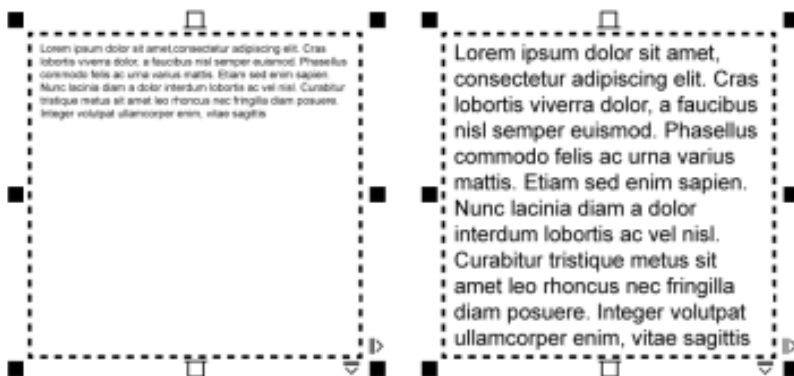 Lorem ipsum dolor sit amet,consectetur adipiscing elit. Cras
lobortis viverra dolor, a faucibus nisl semper euismod. Phasellus
commodo felis ac urna varius mattis. Etiam sed enim sapien.
Nunc lacinia diam a dolor interdum lobortis ac vel nisl. Curabitur
tristique metus sit amet leo rhoncus nec fringilla diam posuere.
Integer volutpat ullamcorper enim, vitae sagittis
Lorem ipsum dolor sit amet,
consectetur adipiscing elit. Cras
lobortis viverra dolor, a faucibus
nisl semper euismod. Phasellus
commodo felis ac urna varius
mattis. Etiam sed enim sapien.
Nunc lacinia diam a dolor
interdum lobortis ac vel nisl.
Curabitur tristique metus sit
amet leo rhoncus nec fringilla
diam posuere. Integer volutpat
ullamcorper enim, vitae sagittis